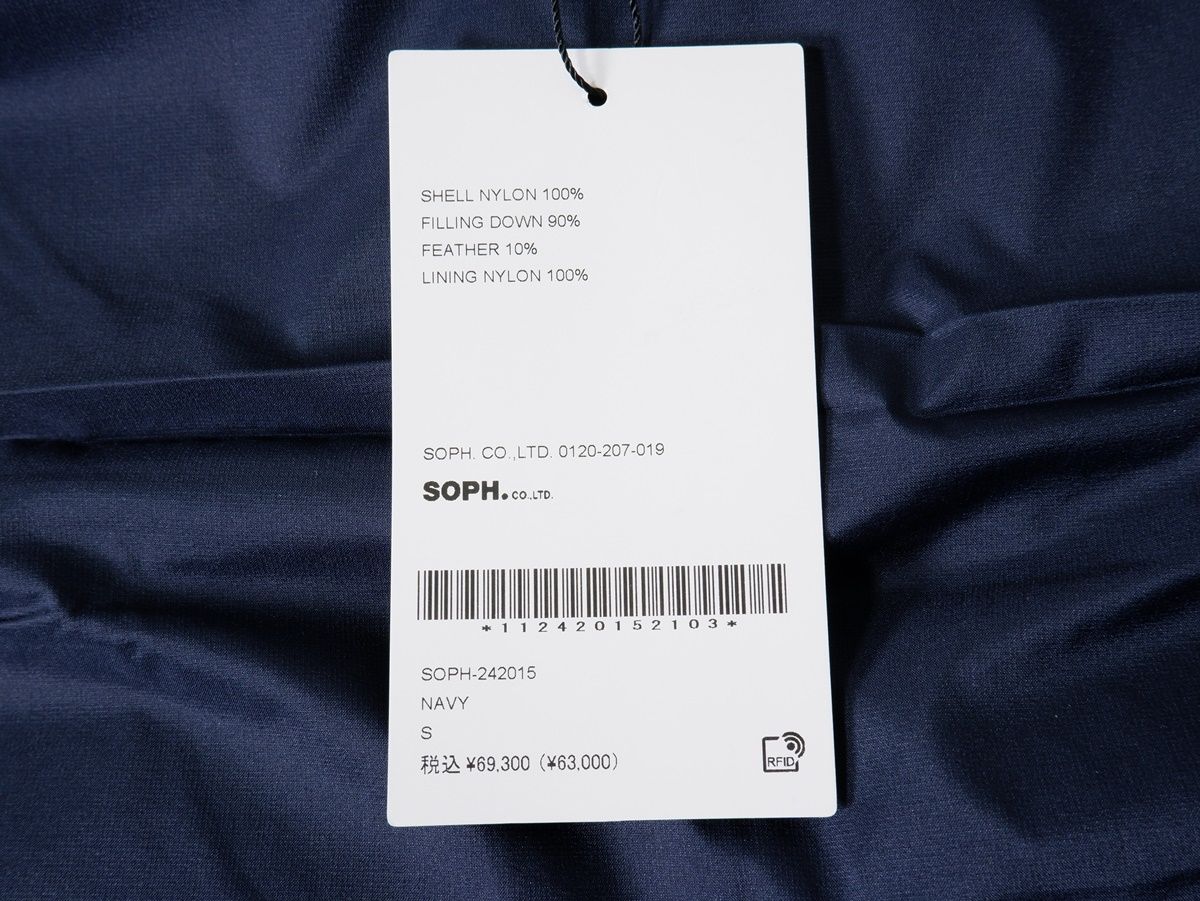 SHELL NYLON 100%
FILLING DOWN 90%
FEATHER 10%
LINING NYLON 100%
SOPH. CO.,LTD. 0120-207-019
SOPH. CO.,LTD.
*112420152103*
SOPH-242015
NAVY
S
税込 ¥69,300 (¥63,000)
RFID